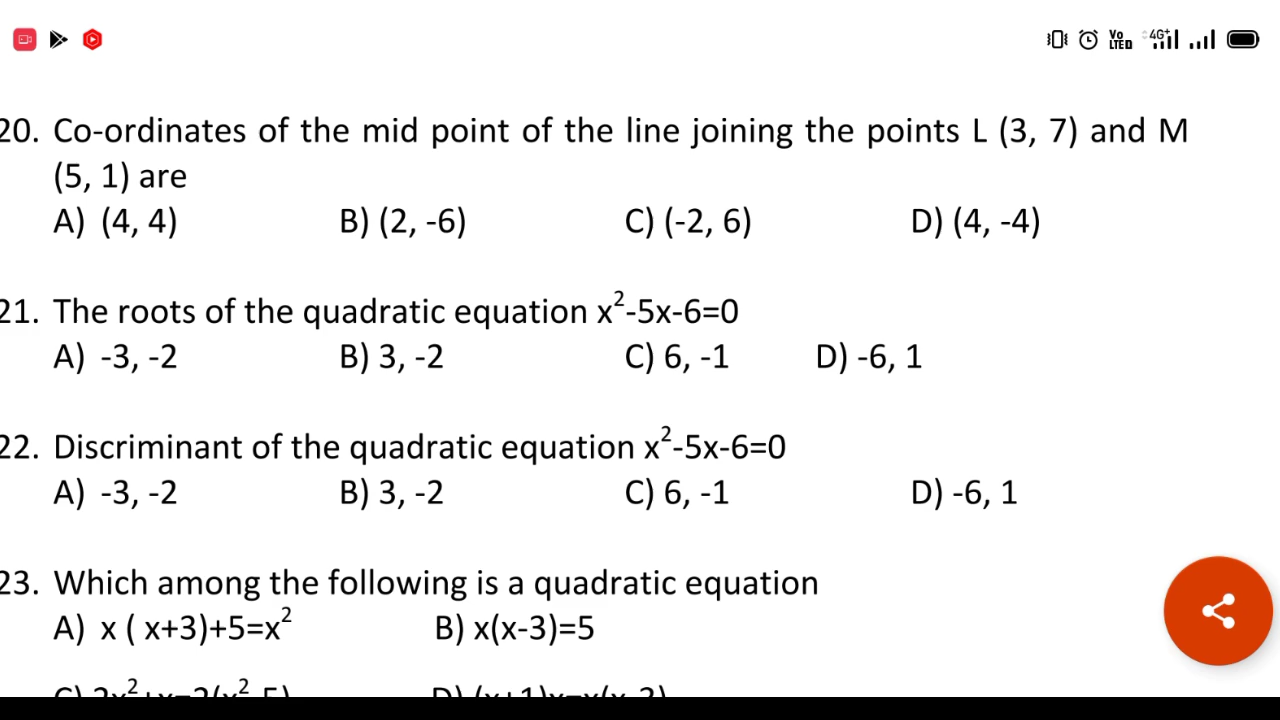 Vo
LTED 4G+
20. Co-ordinates of the mid point of the line joining the points L (3, 7) and M
(5, 1) are
A) (4, 4) B) (2, -6) C) (-2, 6) D) (4, -4)
21. The roots of the quadratic equation x²-5x-6=0
A) -3, -2 B) 3, -2 C) 6, -1 D) -6, 1
22. Discriminant of the quadratic equation x²-5x-6=0
A) -3, -2 B) 3, -2 C) 6, -1 D) -6, 1
23. Which among the following is a quadratic equation
A) x ( x+3)+5=x² B) x(x-3)=5